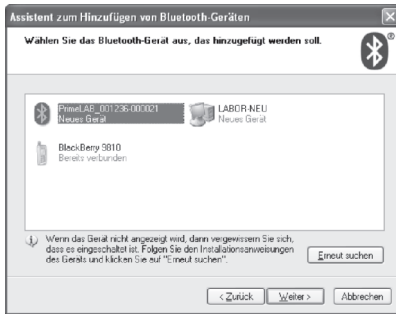 Assistent zum Hinzufügen von Bluetooth-Geräten
Wählen Sie das Bluetooth-Gerät aus, das hinzugefügt werden soll.
PrimeLAB_001236-000021
Neues Gerät
LABOR-NEU
Neues Gerät
BlackBerry 9810
Bereits verbunden
Wenn das Gerät nicht angezeigt wird, dann vergewissern Sie sich,
dass es eingeschaltet ist. Folgen Sie den Installationsanweisungen
des Geräts und klicken Sie auf "Erneut suchen".
Erneut suchen
< Zurück
Weiter >
Abbrechen